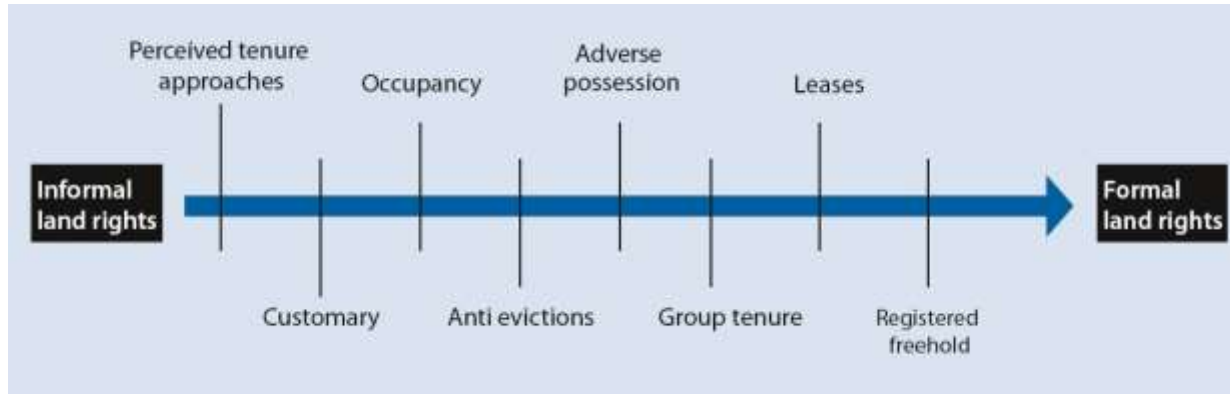 Perceived tenure
approaches
Occupancy
Adverse
possession
Leases
Informal
land rights
Formal
land rights
Customary
Anti evictions
Group tenure
Registered
freehold